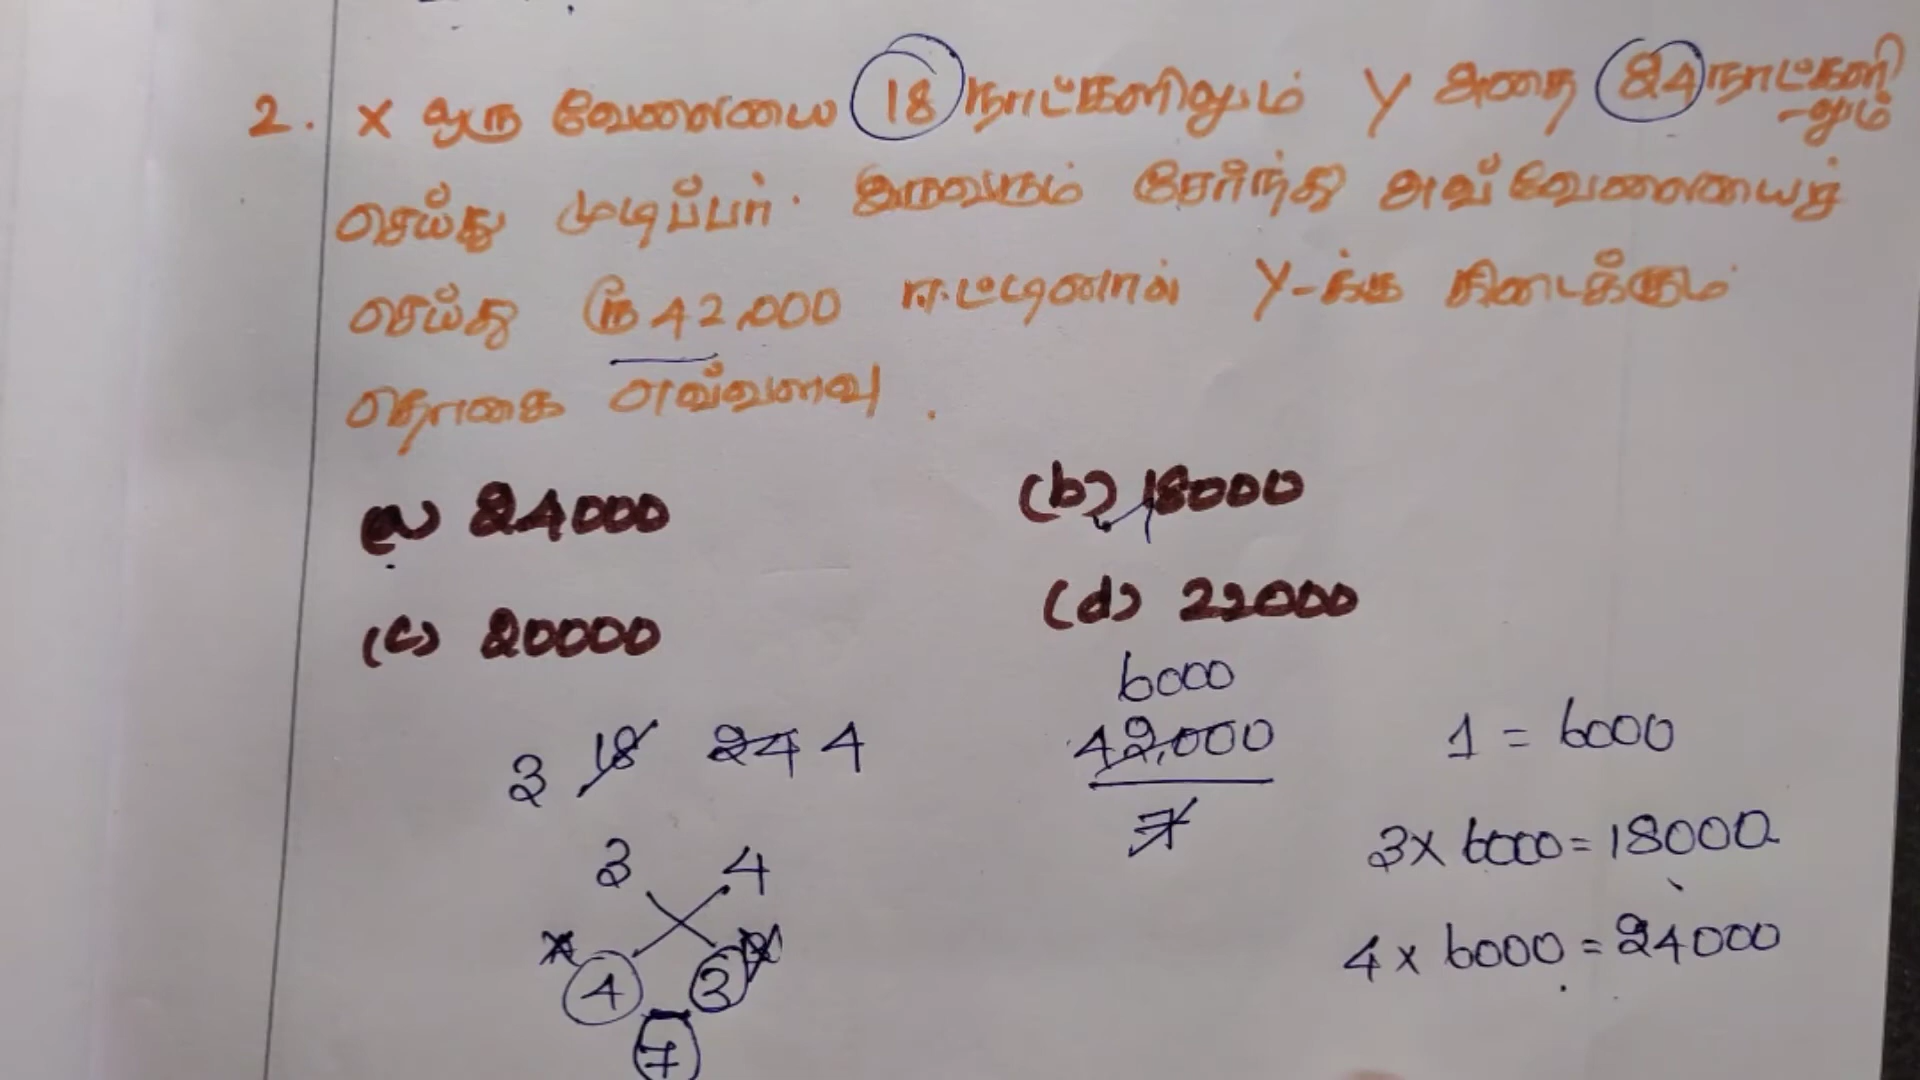 2. X ஒரு வேலையை 18 நாட்களிலும் Y அதை 24 நாட்களி
-லும்
செய்து முடிப்பர். இருவரும் சேர்ந்து அவ் வேலையைச்
செய்து ரூ 42,000 ஈட்டினால் Y-க்கு கிடைக்கும்
தொகை எவ்வளவு.
(a) 24000 (b) 18000
(c) 20000 (d) 22000
6000
3 18 24 4 42,000 1 = 6000
7
3 4 3 x 6000 = 18000
X Y 4 x 6000 = 24000
4 3
7